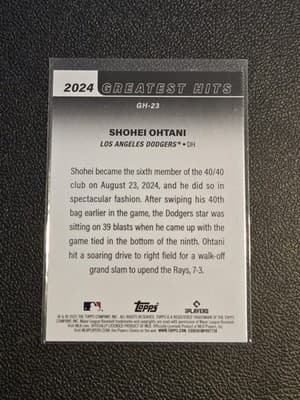 2024 GREATEST HITS
GH-23
SHOHEI OHTANI
LOS ANGELES DODGERS® • DH
Shohei became the sixth member of the 40/40
club on August 23, 2024, and he did so in
spectacular fashion. After swiping his 40th
bag earlier in the game, the Dodgers star was
sitting on 39 blasts when he came up with the
game tied in the bottom of the ninth. Ohtani
hit a soaring drive to right field for a walk-off
grand slam to upend the Rays, 7-3.
Topps
PLAYERS